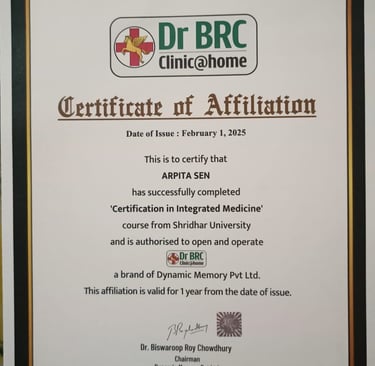 Dr BRC
Clinic@home
Certificate of Affiliation
Date of Issue : February 1, 2025
This is to certify that
ARPITA SEN
has successfully completed
'Certification in Integrated Medicine'
course from Shridhar University
and is authorised to open and operate
Dr BRC
Clinic@home
a brand of Dynamic Memory Pvt Ltd.
This affiliation is valid for 1 year from the date of issue.
Dr. Biswaroop Roy Chowdhury
Chairman